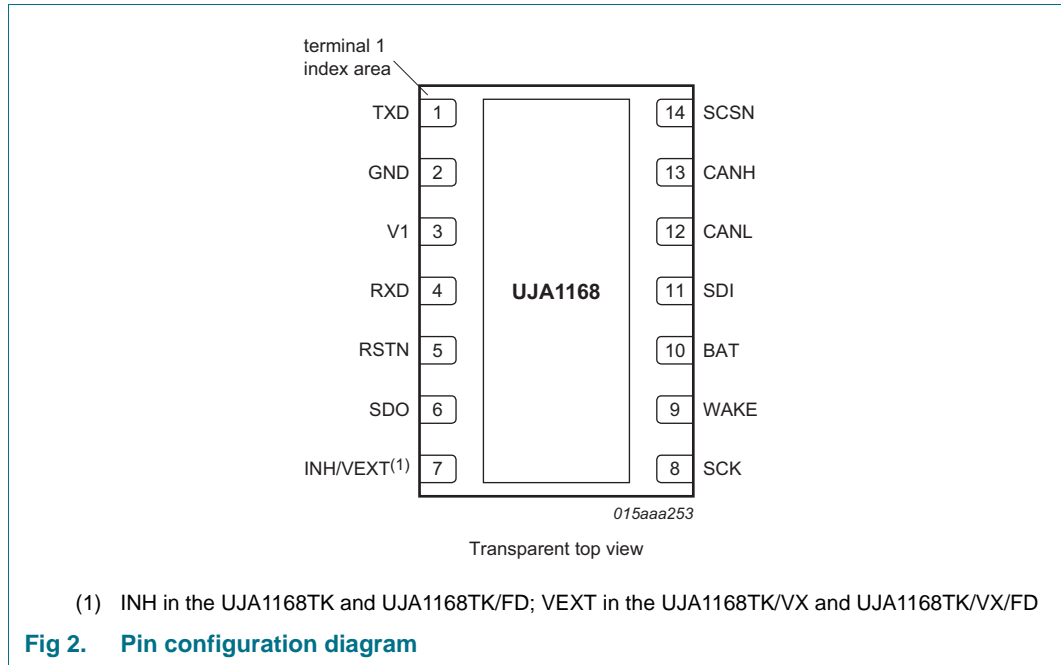 terminal 1
index area
TXD 1 14 SCSN
GND 2 13 CANH
V1 3 12 CANL
RXD 4 UJA1168 11 SDI
RSTN 5 10 BAT
SDO 6 9 WAKE
INH/VEXT(1) 7 8 SCK
015aaa253
Transparent top view
(1) INH in the UJA1168TK and UJA1168TK/FD; VEXT in the UJA1168TK/VX and UJA1168TK/VX/FD
Fig 2. Pin configuration diagram